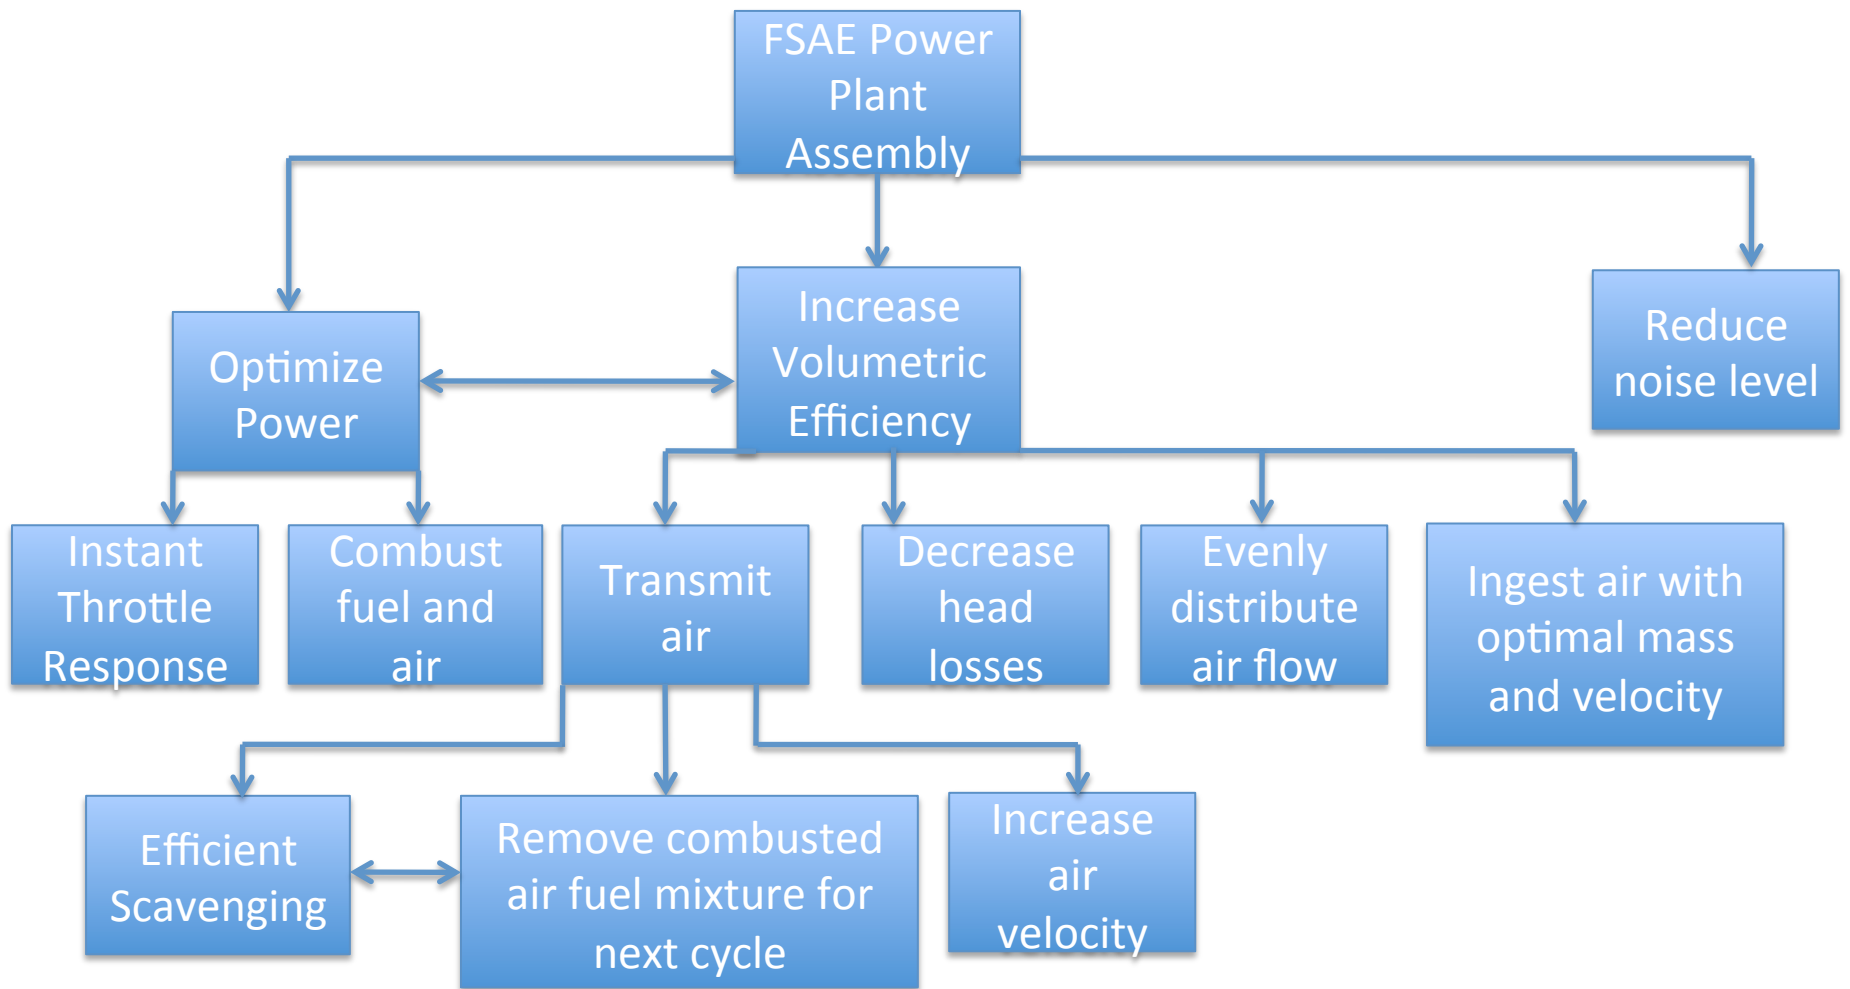 FSAE Power
Plant
Assembly
Optimize
Power
Increase
Volumetric
Efficiency
Reduce
noise level
Instant
Throttle
Response
Combust
fuel and
air
Transmit
air
Decrease
head
losses
Evenly
distribute
air flow
Ingest air with
optimal mass
and velocity
Efficient
Scavenging
Remove combusted
air fuel mixture for
next cycle
Increase
air
velocity